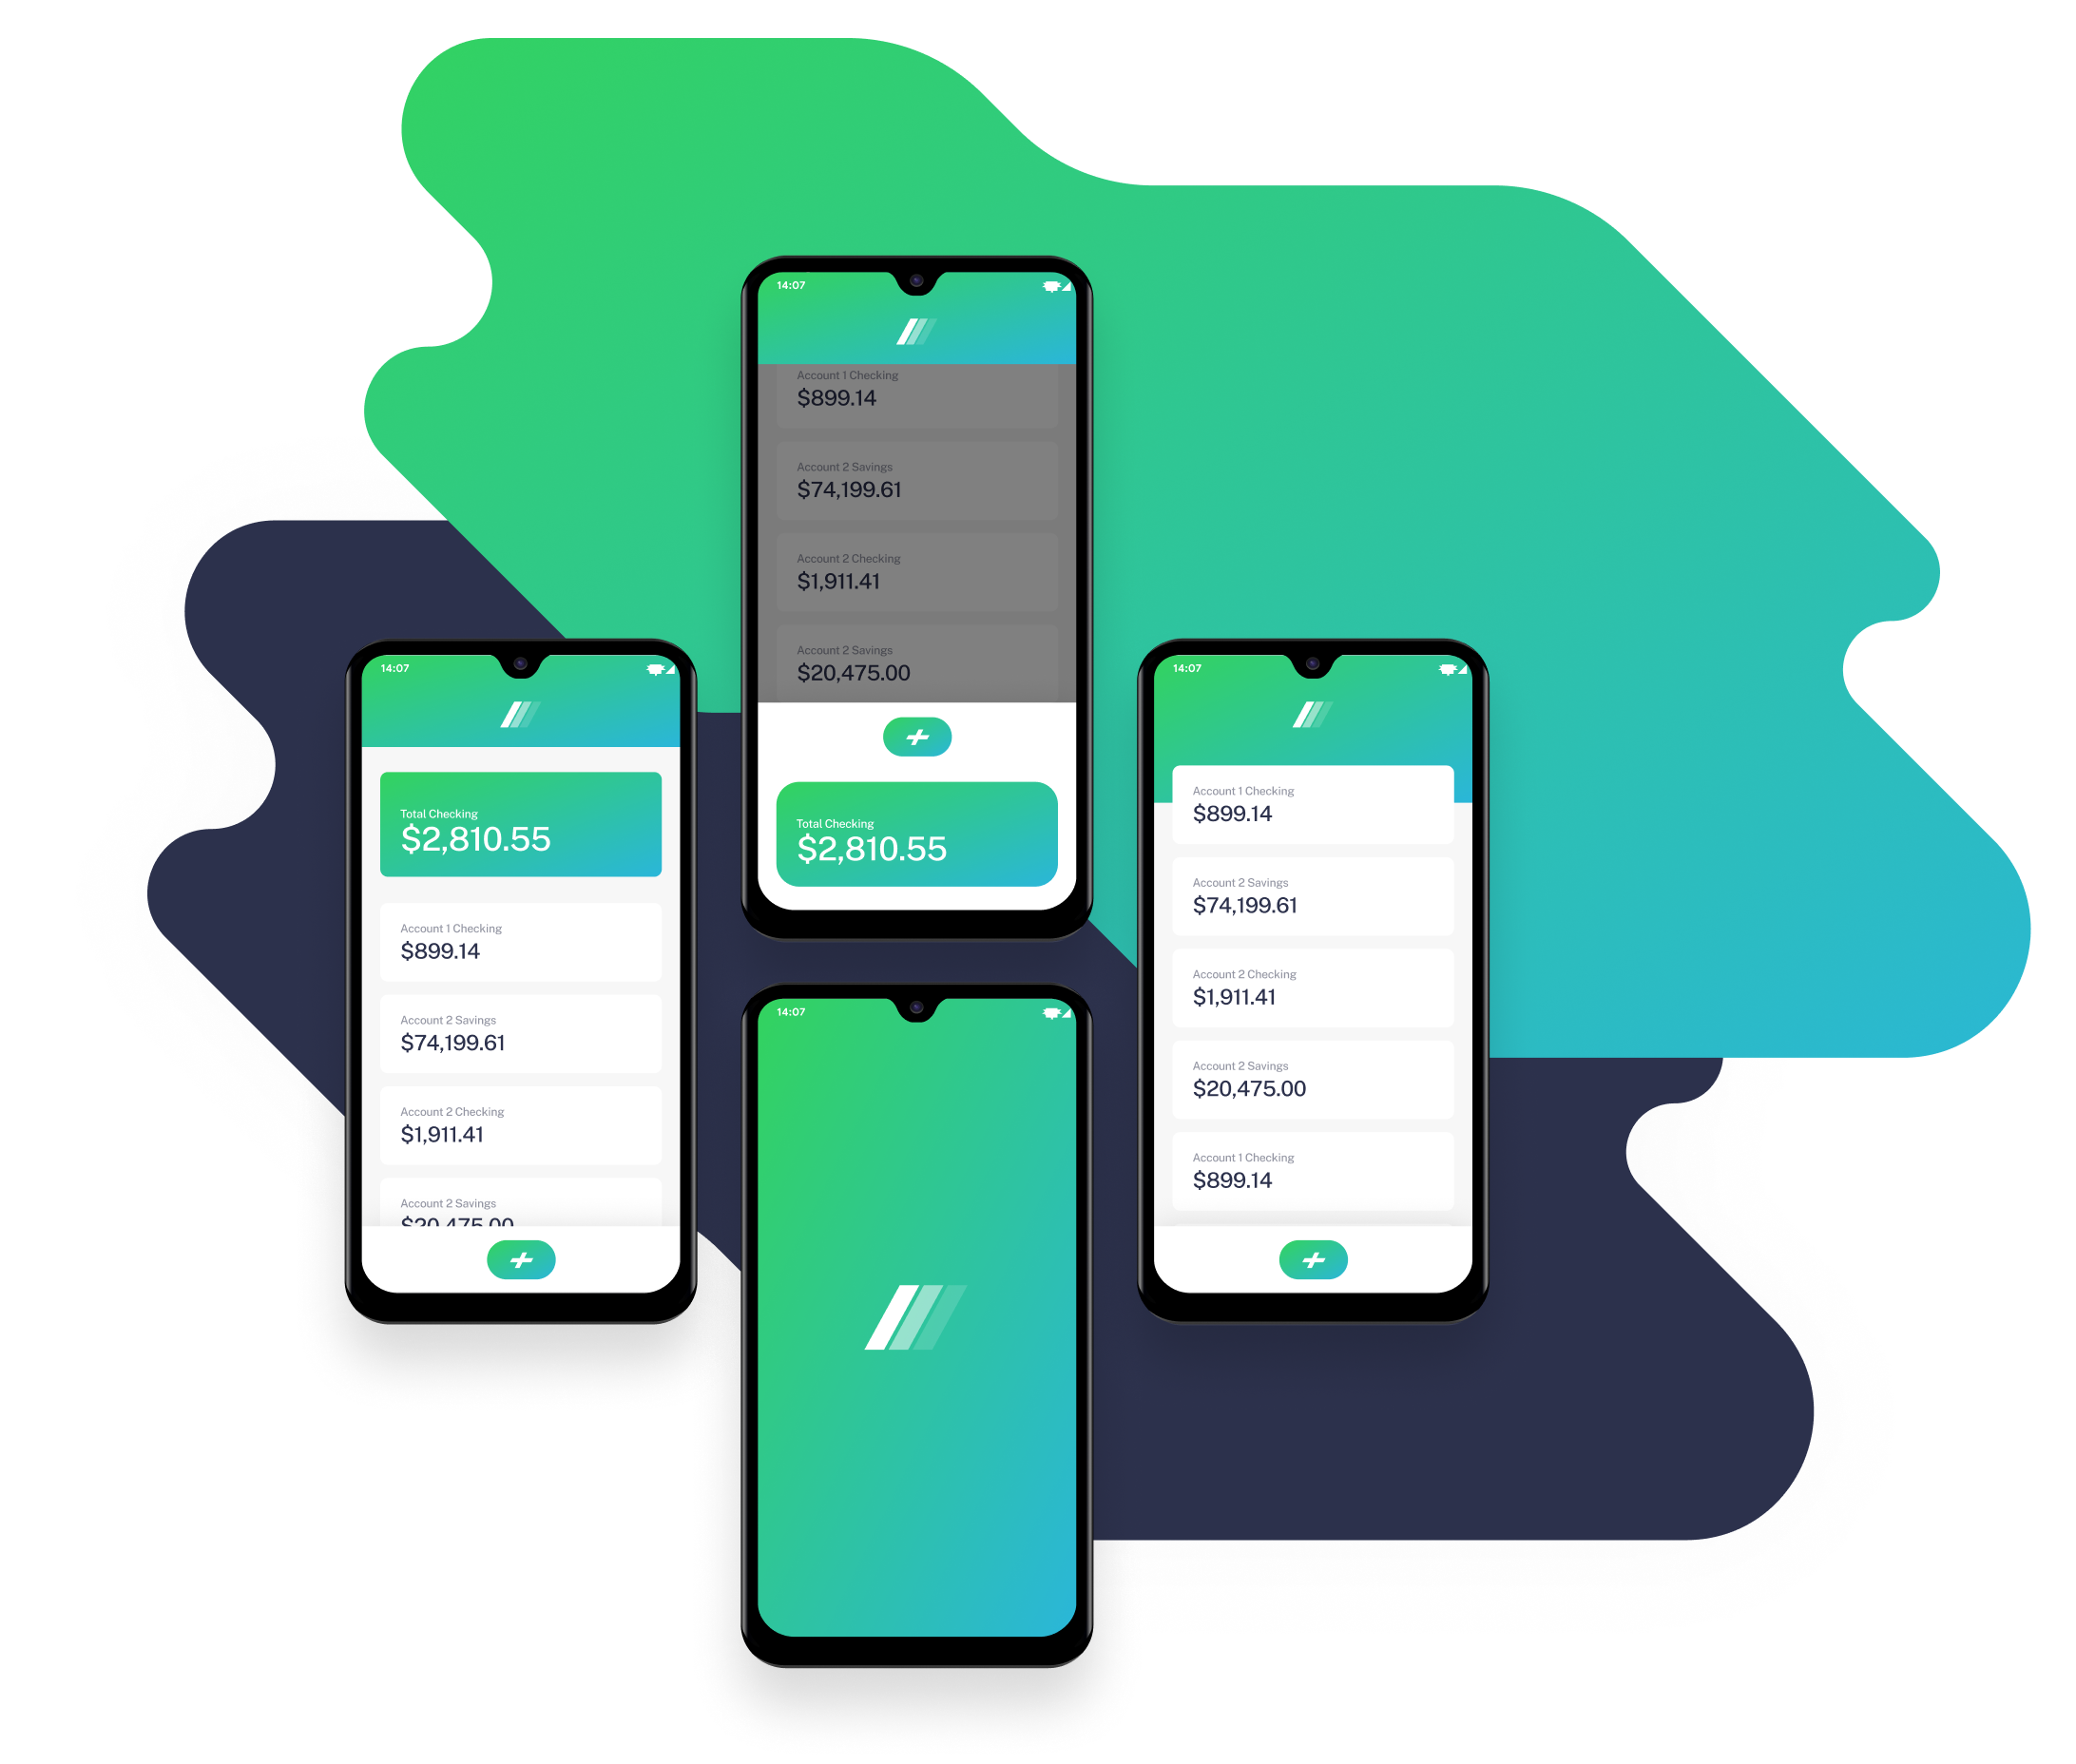 14:07
Account 1 Checking
$899.14
Account 2 Savings
$74,199.61
Account 2 Checking
$1,911.41
Account 2 Savings
$20,475.00
Total Checking
$2,810.55
14:07
Total Checking
$2,810.55
Account 1 Checking
$899.14
Account 2 Savings
$74,199.61
Account 2 Checking
$1,911.41
Account 2 Savings
$20,475.00
14:07
Account 1 Checking
$899.14
Account 2 Savings
$74,199.61
Account 2 Checking
$1,911.41
Account 2 Savings
$20,475.00
Account 1 Checking
$899.14
14:07